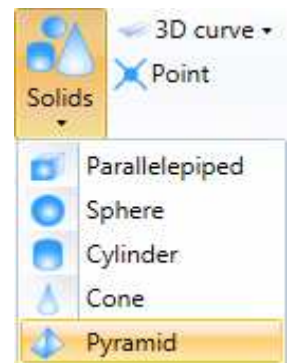 3D curve
Point
Solids
Parallelepiped
Sphere
Cylinder
Cone
Pyramid